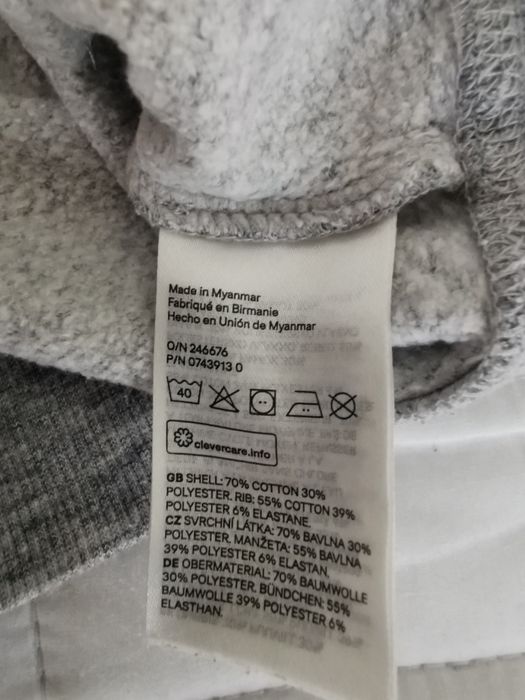 Made in Myanmar
Fabriqué en Birmanie
Hecho en Unión de Myanmar
O/N 246676
P/N 0743913 0
40
clevercare.info
GB SHELL: 70% COTTON 30%
POLYESTER. RIB: 55% COTTON 39%
POLYESTER 6% ELASTANE.
CZ SVRCHNÍ LÁTKA: 70% BAVLNA 30%
POLYESTER. MANŽETA: 55% BAVLNA
39% POLYESTER 6% ELASTAN.
DE OBERMATERIAL: 70% BAUMWOLLE
30% POLYESTER. BÜNDCHEN: 55%
BAUMWOLLE 39% POLYESTER 6%
ELASTHAN.